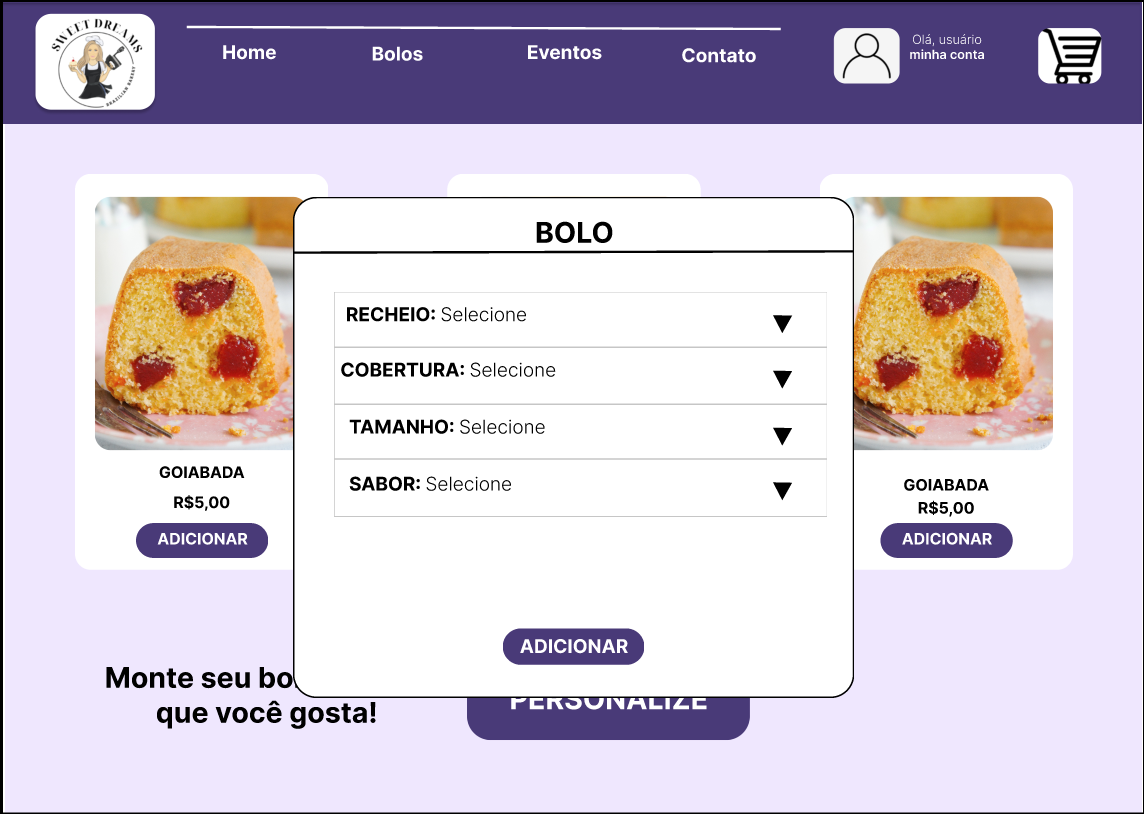 SWEET DREAMS
BRAZILIAN BAKERY
Home
Bolos
Eventos
Contato
Olá, usuário
minha conta
BOLO
RECHEIO: Selecione
COBERTURA: Selecione
TAMANHO: Selecione
SABOR: Selecione
ADICIONAR
GOIABADA
R$5,00
ADICIONAR
GOIABADA
R$5,00
ADICIONAR
Monte seu bo
que você gosta!
PERSONALIZE